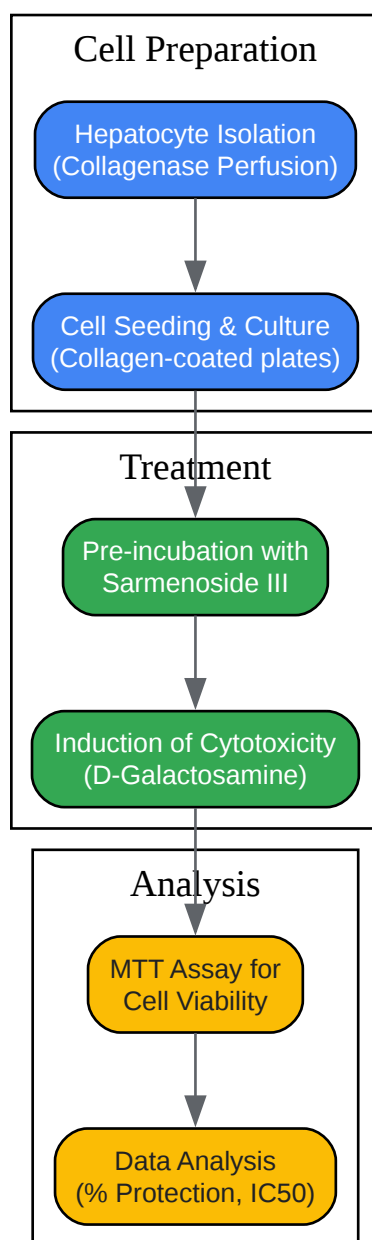 Cell Preparation
Hepatocyte Isolation
(Collagenase Perfusion)
Cell Seeding & Culture
(Collagen-coated plates)
Treatment
Pre-incubation with
Sarmenoside III
Induction of Cytotoxicity
(D-Galactosamine)
Analysis
MTT Assay for
Cell Viability
Data Analysis
(% Protection, IC50)